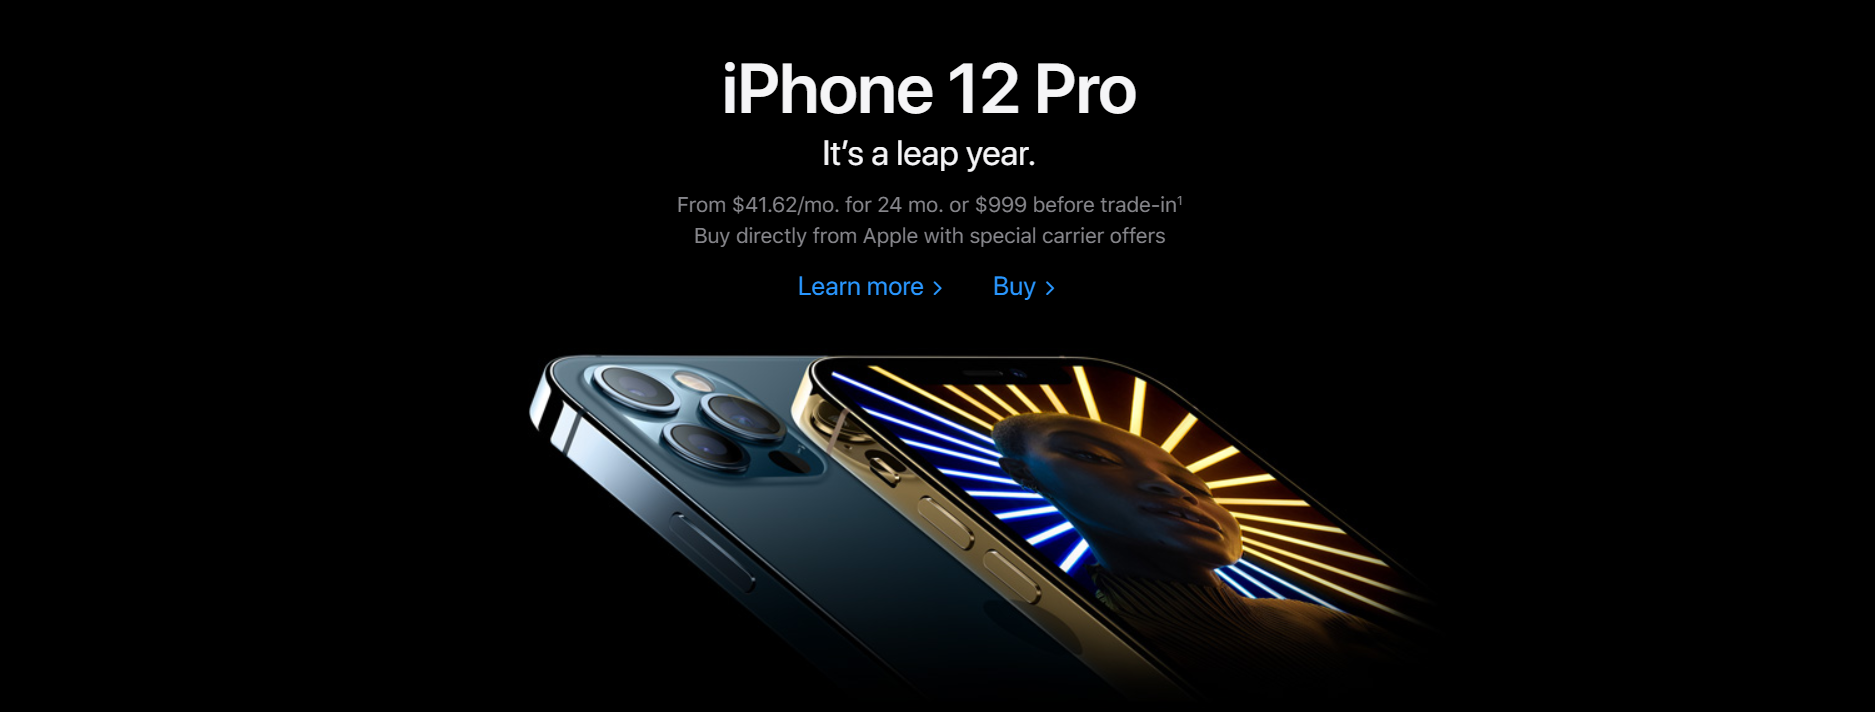 iPhone 12 Pro
It’s a leap year.
From $41.62/mo. for 24 mo. or $999 before trade-in¹
Buy directly from Apple with special carrier offers
Learn more > Buy >